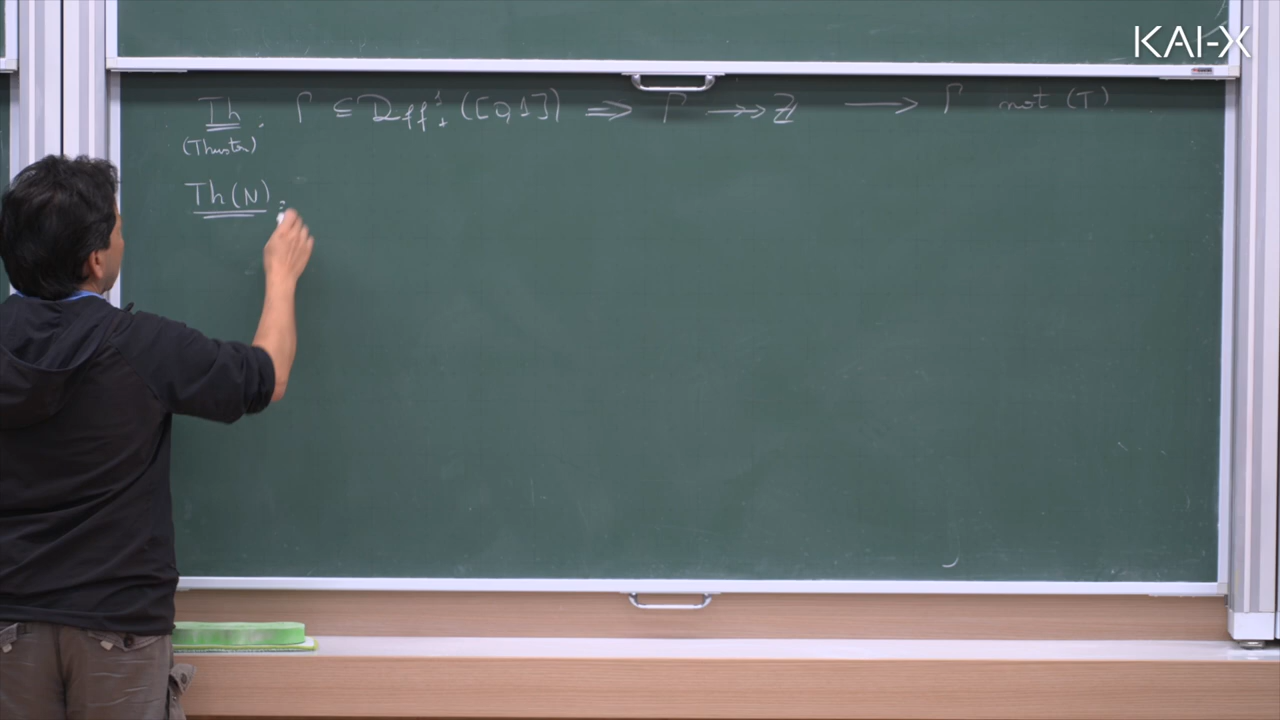 KAI-X
Th. Γ ⊆ Diff¹₊([0,1]) ⇒ Γ ↠ ℤ → Γ not (T)
(Thurston)
Th(N):